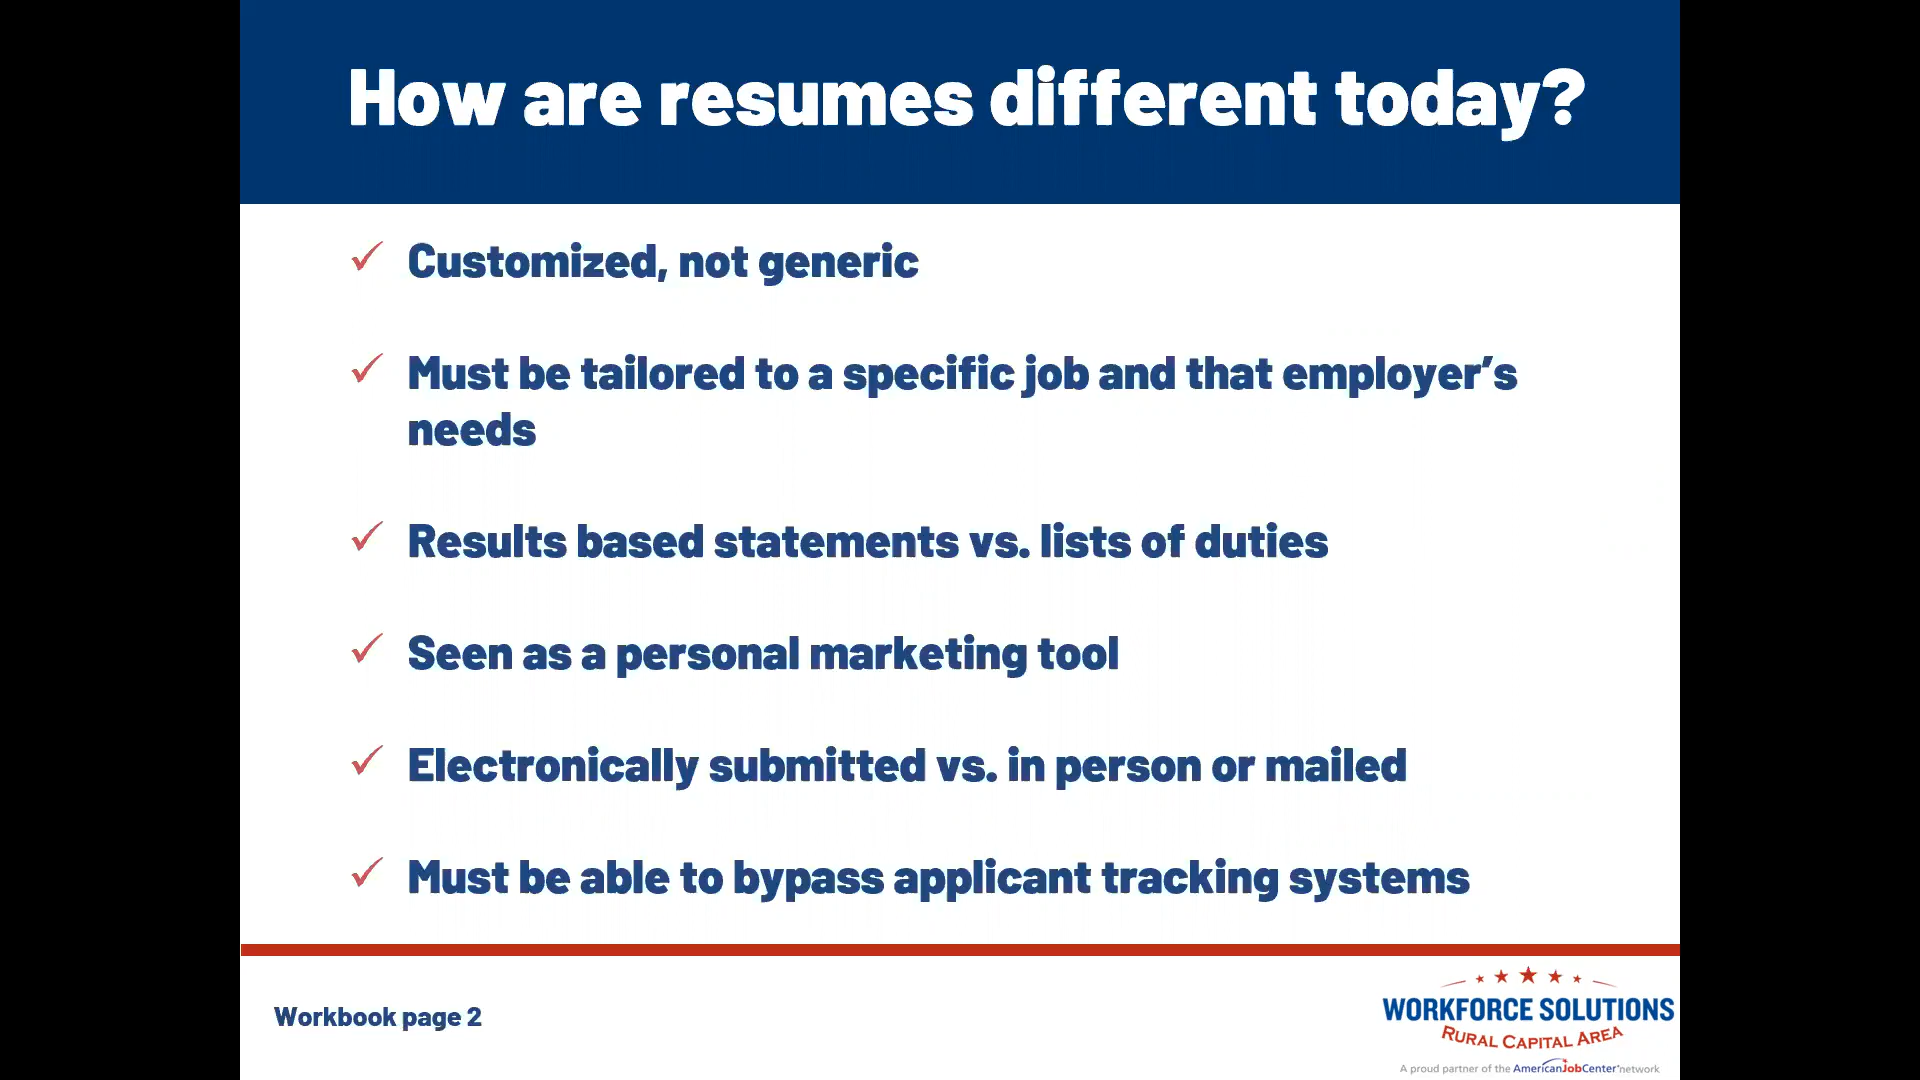 How are resumes different today?
✓ Customized, not generic
✓ Must be tailored to a specific job and that employer’s
needs
✓ Results based statements vs. lists of duties
✓ Seen as a personal marketing tool
✓ Electronically submitted vs. in person or mailed
✓ Must be able to bypass applicant tracking systems
Workbook page 2
WORKFORCE SOLUTIONS
RURAL CAPITAL AREA
A proud partner of the AmericanJobCenter network